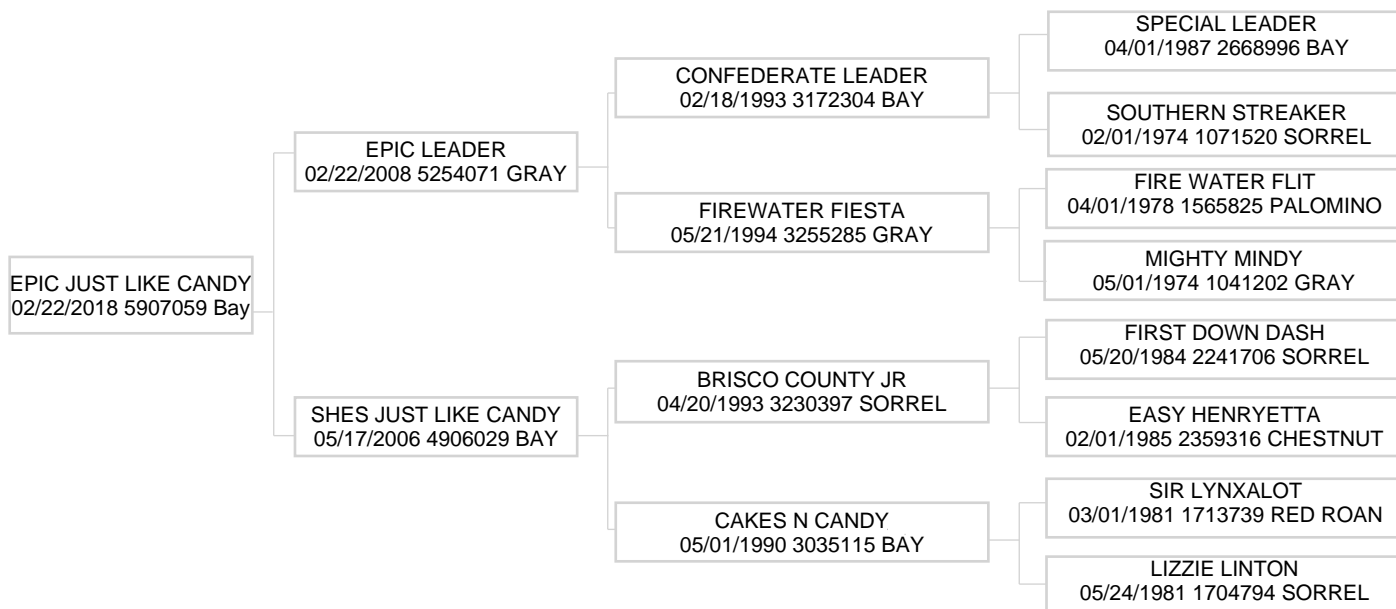 SPECIAL LEADER
04/01/1987 2668996 BAY
CONFEDERATE LEADER
02/18/1993 3172304 BAY
SOUTHERN STREAKER
02/01/1974 1071520 SORREL
EPIC LEADER
02/22/2008 5254071 GRAY
FIRE WATER FLIT
04/01/1978 1565825 PALOMINO
FIREWATER FIESTA
05/21/1994 3255285 GRAY
MIGHTY MINDY
05/01/1974 1041202 GRAY
EPIC JUST LIKE CANDY
02/22/2018 5907059 Bay
FIRST DOWN DASH
05/20/1984 2241706 SORREL
BRISCO COUNTY JR
04/20/1993 3230397 SORREL
SHES JUST LIKE CANDY
05/17/2006 4906029 BAY
EASY HENRYETTA
02/01/1985 2359316 CHESTNUT
SIR LYNXALOT
03/01/1981 1713739 RED ROAN
CAKES N CANDY
05/01/1990 3035115 BAY
LIZZIE LINTON
05/24/1981 1704794 SORREL